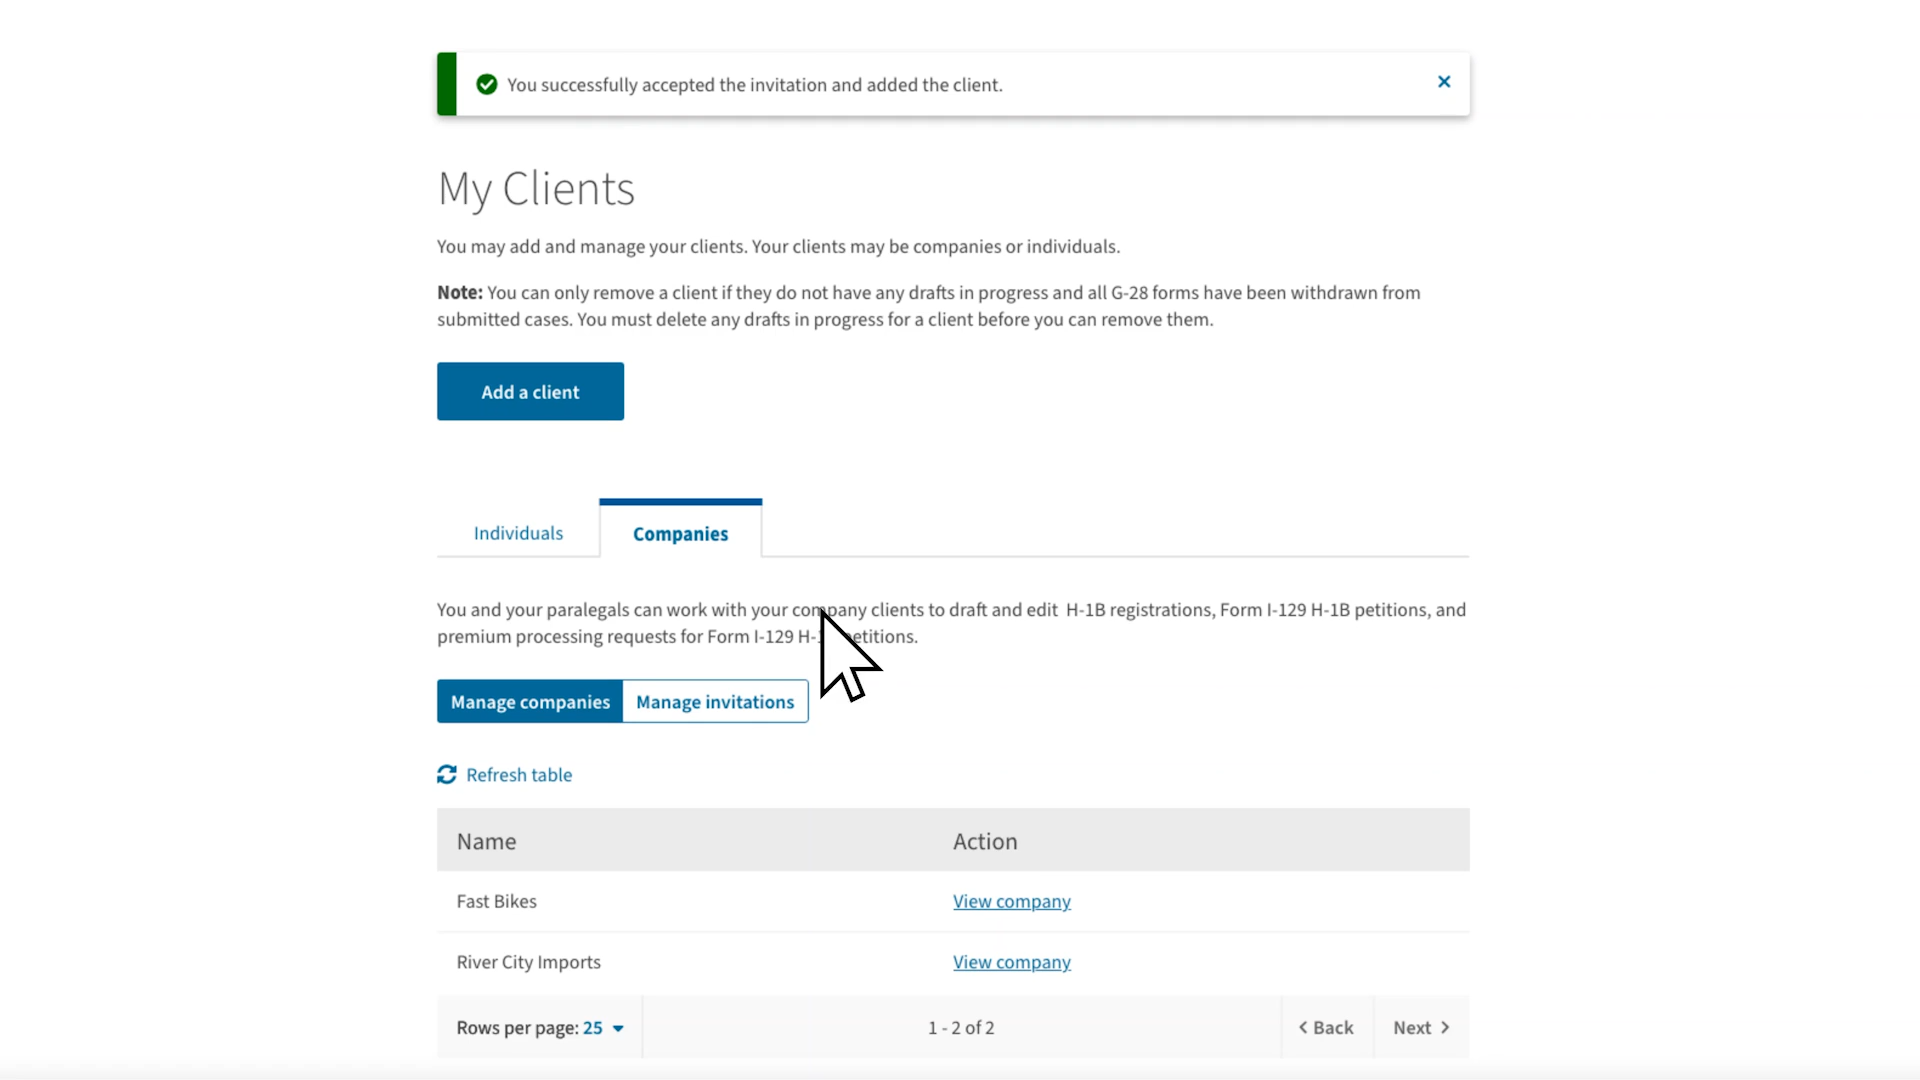 You successfully accepted the invitation and added the client.
My Clients
You may add and manage your clients. Your clients may be companies or individuals.
Note: You can only remove a client if they do not have any drafts in progress and all G-28 forms have been withdrawn from
submitted cases. You must delete any drafts in progress for a client before you can remove them.
Add a client
Individuals
Companies
You and your paralegals can work with your company clients to draft and edit H-1B registrations, Form I-129 H-1B petitions, and
premium processing requests for Form I-129 petitions.
Manage companies
Manage invitations
Refresh table
Name
Action
Fast Bikes
View company
River City Imports
View company
Rows per page: 25
1 - 2 of 2
Back
Next